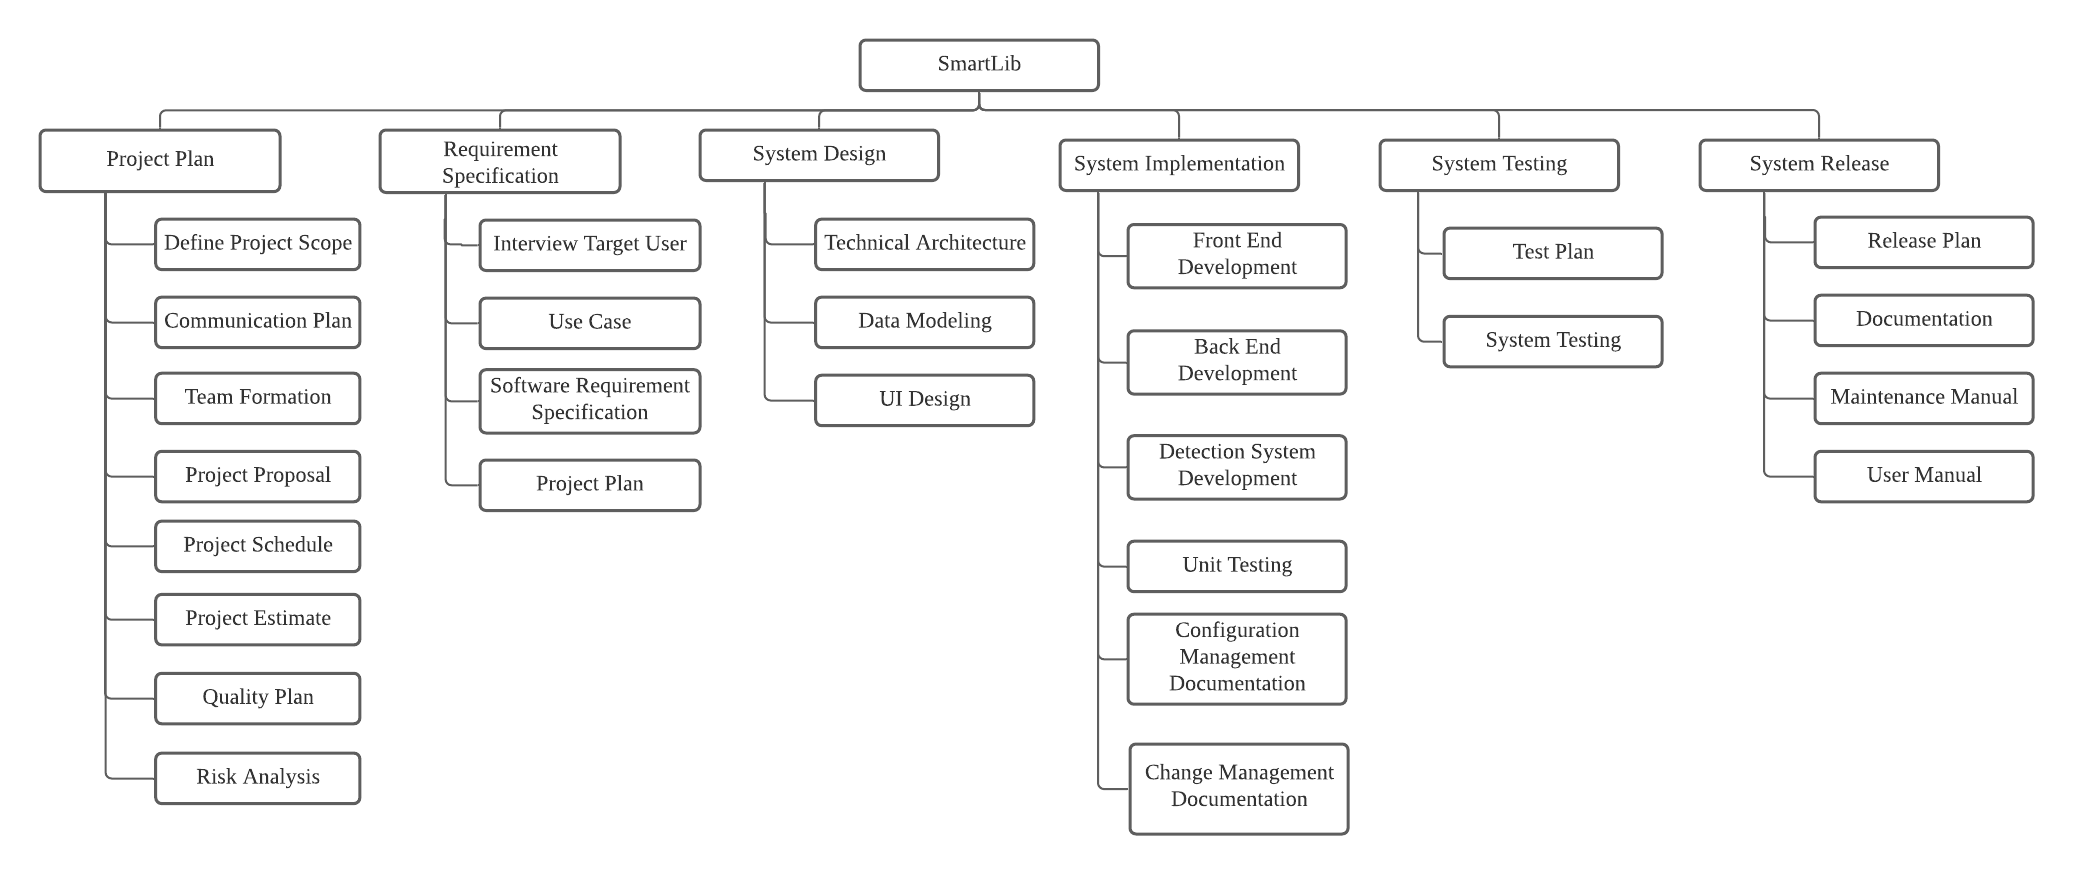 SmartLib
Project Plan
Define Project Scope
Communication Plan
Team Formation
Project Proposal
Project Schedule
Project Estimate
Quality Plan
Risk Analysis
Requirement
Specification
Interview Target User
Use Case
Software Requirement
Specification
Project Plan
System Design
Technical Architecture
Data Modeling
UI Design
System Implementation
Front End
Development
Back End
Development
Detection System
Development
Unit Testing
Configuration
Management
Documentation
Change Management
Documentation
System Testing
Test Plan
System Testing
System Release
Release Plan
Documentation
Maintenance Manual
User Manual